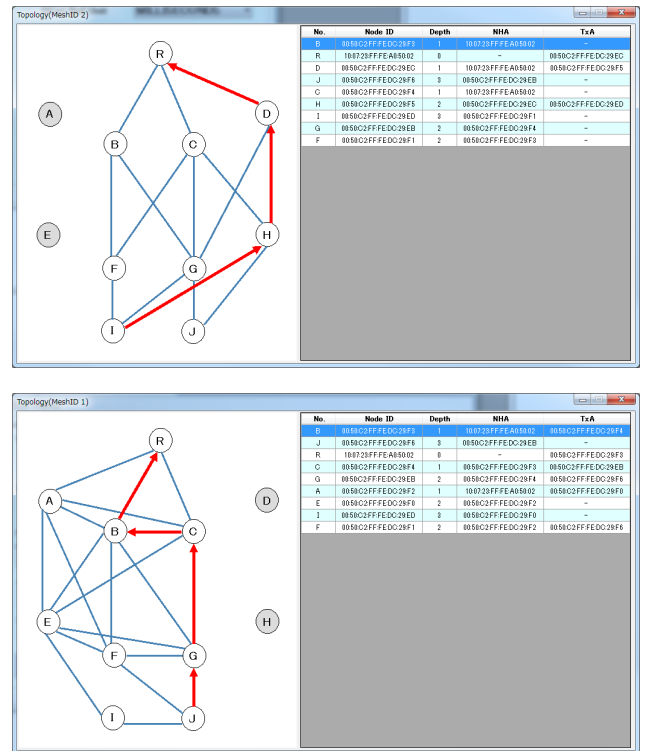 Topology(MeshID 2)
No. Node ID Depth NHA TxA
B 00:50:C2:FF:FE:DC:29:F3 1 10:07:23:FF:FE:A0:50:02 -
R 10:07:23:FF:FE:A0:50:02 0 - 00:50:C2:FF:FE:DC:29:EC
D 00:50:C2:FF:FE:DC:29:EC 1 10:07:23:FF:FE:A0:50:02 00:50:C2:FF:FE:DC:29:F5
J 00:50:C2:FF:FE:DC:29:F6 3 00:50:C2:FF:FE:DC:29:EB -
C 00:50:C2:FF:FE:DC:29:F4 1 10:07:23:FF:FE:A0:50:02 -
H 00:50:C2:FF:FE:DC:29:F5 2 00:50:C2:FF:FE:DC:29:EC 00:50:C2:FF:FE:DC:29:ED
I 00:50:C2:FF:FE:DC:29:ED 3 00:50:C2:FF:FE:DC:29:F1 -
G 00:50:C2:FF:FE:DC:29:EB 2 00:50:C2:FF:FE:DC:29:F4 -
F 00:50:C2:FF:FE:DC:29:F1 2 00:50:C2:FF:FE:DC:29:F3 -
R
A
D
B
C
E
H
F
G
I
J
Topology(MeshID 1)
No. Node ID Depth NHA TxA
B 00:50:C2:FF:FE:DC:29:F3 1 10:07:23:FF:FE:A0:50:02 00:50:C2:FF:FE:DC:29:F4
J 00:50:C2:FF:FE:DC:29:F6 3 00:50:C2:FF:FE:DC:29:EB -
R 10:07:23:FF:FE:A0:50:02 0 - 00:50:C2:FF:FE:DC:29:F3
C 00:50:C2:FF:FE:DC:29:F4 1 00:50:C2:FF:FE:DC:29:F3 00:50:C2:FF:FE:DC:29:EB
G 00:50:C2:FF:FE:DC:29:EB 2 00:50:C2:FF:FE:DC:29:F4 00:50:C2:FF:FE:DC:29:F6
A 00:50:C2:FF:FE:DC:29:F2 1 10:07:23:FF:FE:A0:50:02 00:50:C2:FF:FE:DC:29:F0
E 00:50:C2:FF:FE:DC:29:F0 2 00:50:C2:FF:FE:DC:29:F2 -
I 00:50:C2:FF:FE:DC:29:ED 3 00:50:C2:FF:FE:DC:29:F0 -
F 00:50:C2:FF:FE:DC:29:F1 2 00:50:C2:FF:FE:DC:29:F2 00:50:C2:FF:FE:DC:29:F6
R
A
D
B
C
E
H
F
G
I
J